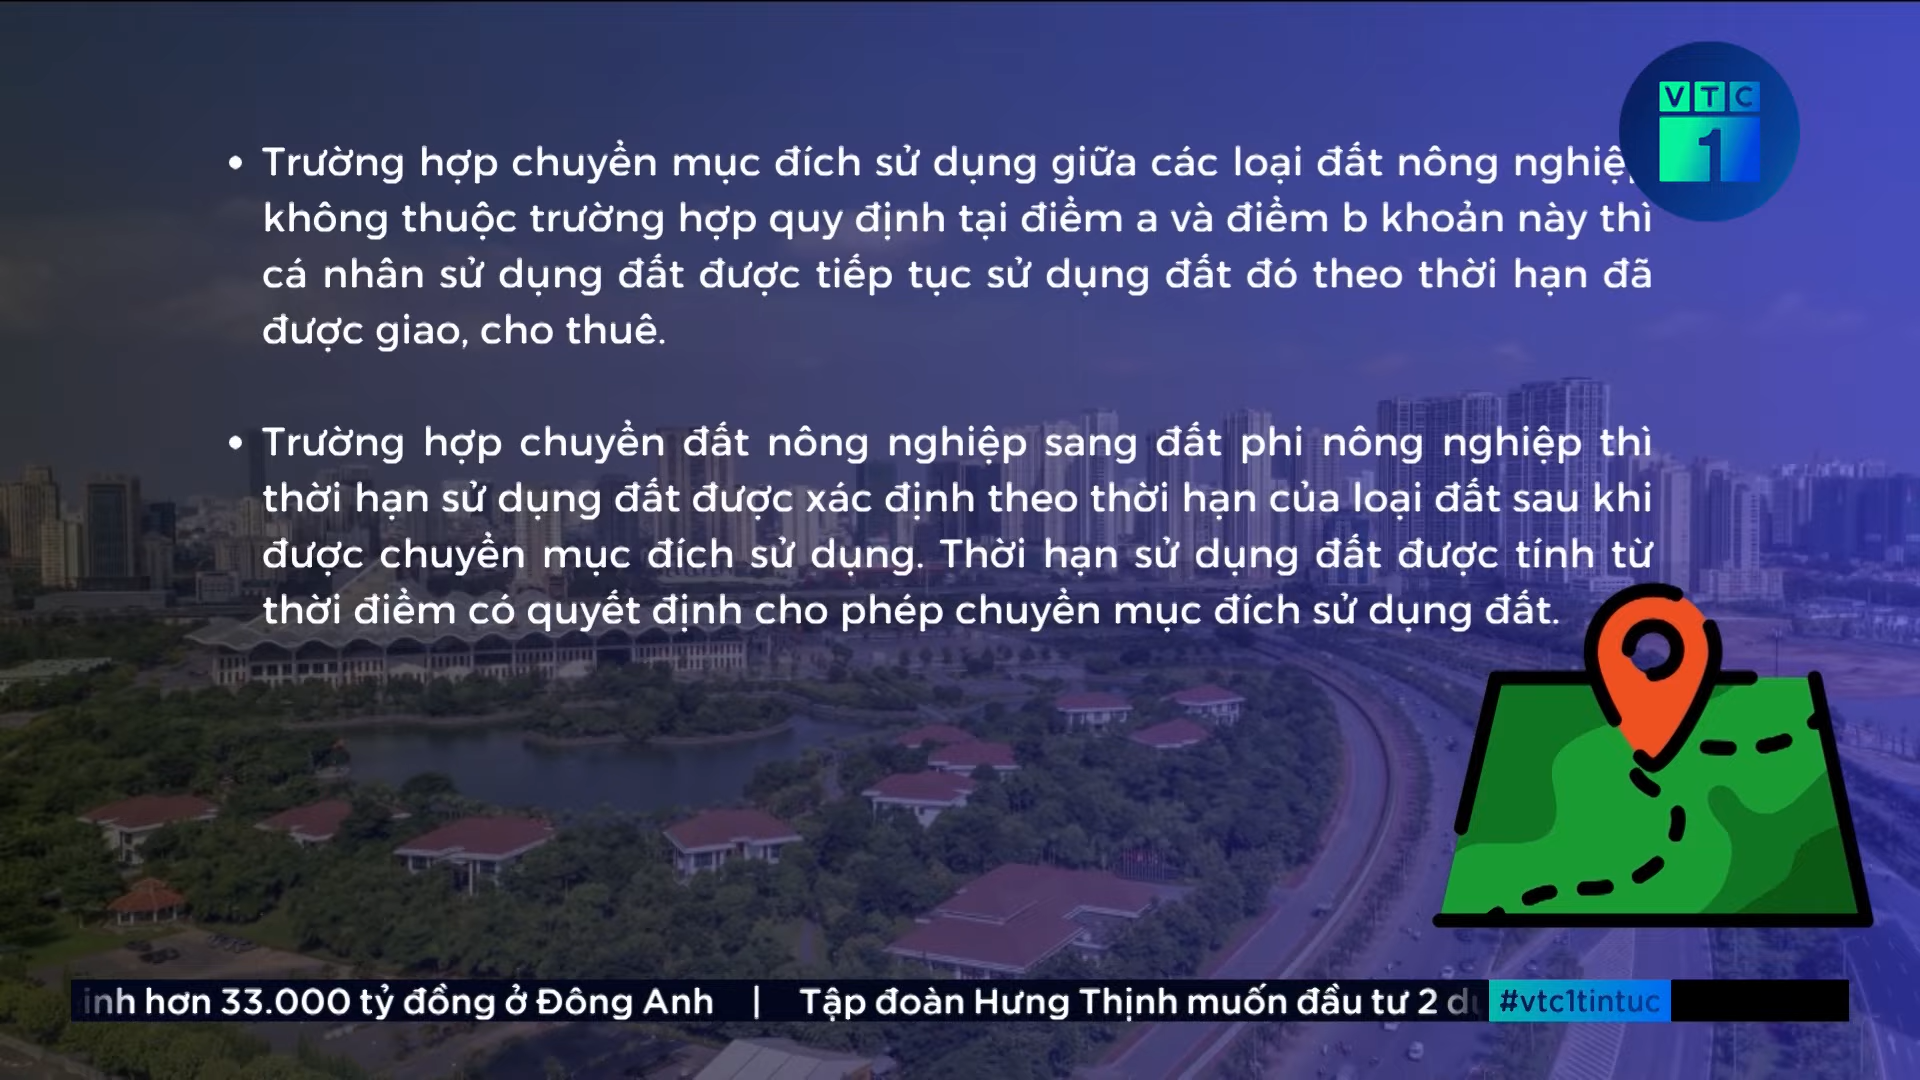 VTC
1
• Trường hợp chuyển mục đích sử dụng giữa các loại đất nông
không thuộc trường hợp quy định tại điểm a và điểm b khoản này thì
cá nhân sử dụng đất được tiếp tục sử dụng đất đó theo thời hạn đã
được giao, cho thuê.
• Trường hợp chuyển đất nông nghiệp sang đất phi nông nghiệp thì
thời hạn sử dụng đất được xác định theo thời hạn của loại đất sau khi
được chuyển mục đích sử dụng. Thời hạn sử dụng đất được tính từ
thời điểm có quyết định cho phép chuyển mục đích sử dụng đất.
inh hơn 33.000 tỷ đồng ở Đông Anh | Tập đoàn Hưng Thịnh muốn đầu tư 2 #vtc1tintuc